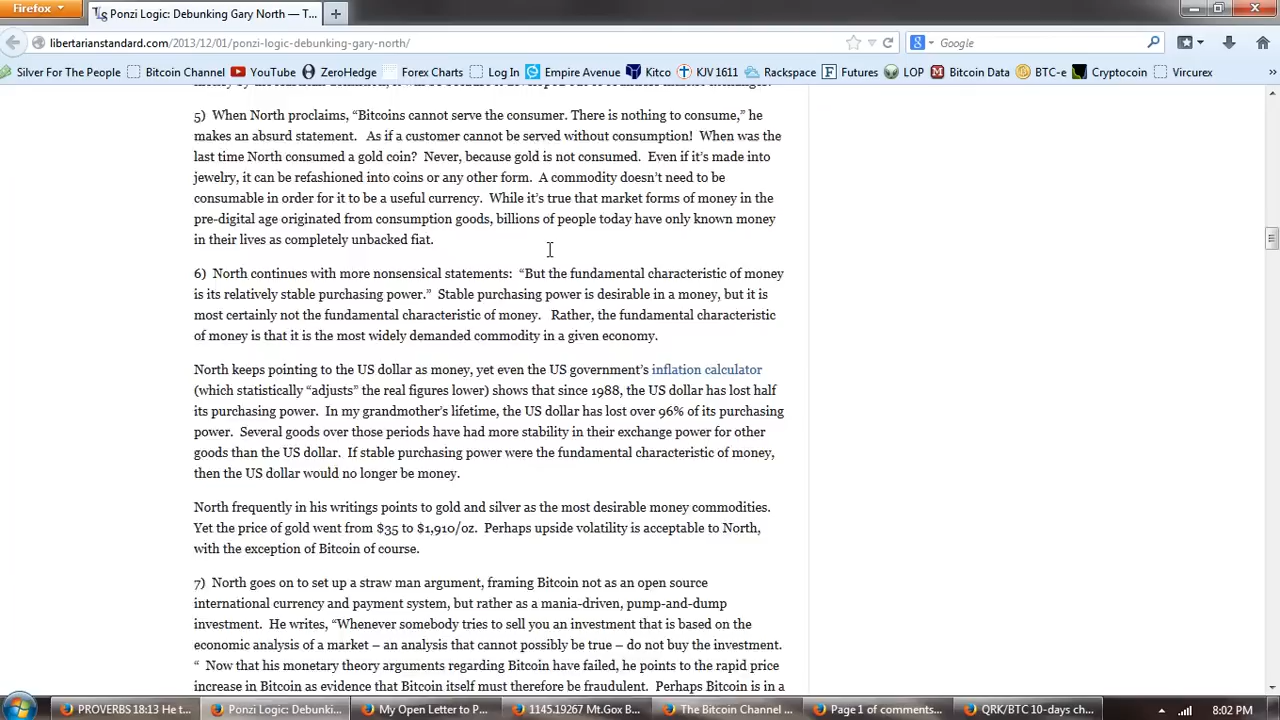 Firefox
Ponzi Logic: Debunking Gary North — T...
libertarianstandard.com/2013/12/01/ponzi-logic-debunking-gary-north/
Google
Silver For The People Bitcoin Channel YouTube ZeroHedge Forex Charts Log In Empire Avenue Kitco KJV 1611 Rackspace Futures LOP Bitcoin Data BTC-e Cryptocoin Vircurex »
5) When North proclaims, “Bitcoins cannot serve the consumer. There is nothing to consume,” he
makes an absurd statement. As if a customer cannot be served without consumption! When was the
last time North consumed a gold coin? Never, because gold is not consumed. Even if it’s made into
jewelry, it can be refashioned into coins or any other form. A commodity doesn’t need to be
consumable in order for it to be a useful currency. While it’s true that market forms of money in the
pre-digital age originated from consumption goods, billions of people today have only known money
in their lives as completely unbacked fiat.
6) North continues with more nonsensical statements: “But the fundamental characteristic of money
is its relatively stable purchasing power.” Stable purchasing power is desirable in a money, but it is
most certainly not the fundamental characteristic of money. Rather, the fundamental characteristic
of money is that it is the most widely demanded commodity in a given economy.
North keeps pointing to the US dollar as money, yet even the US government’s inflation calculator
(which statistically “adjusts” the real figures lower) shows that since 1988, the US dollar has lost half
its purchasing power. In my grandmother’s lifetime, the US dollar has lost over 96% of its purchasing
power. Several goods over those periods have had more stability in their exchange power for other
goods than the US dollar. If stable purchasing power were the fundamental characteristic of money,
then the US dollar would no longer be money.
North frequently in his writings points to gold and silver as the most desirable money commodities.
Yet the price of gold went from $35 to $1,910/oz. Perhaps upside volatility is acceptable to North,
with the exception of Bitcoin of course.
7) North goes on to set up a straw man argument, framing Bitcoin not as an open source
international currency and payment system, but rather as a mania-driven, pump-and-dump
investment. He writes, “Whenever somebody tries to sell you an investment that is based on the
economic analysis of a market – an analysis that cannot possibly be true – do not buy the investment.
“ Now that his monetary theory arguments regarding Bitcoin have failed, he points to the rapid price
increase in Bitcoin as evidence that Bitcoin itself must therefore be fraudulent. Perhaps Bitcoin is in a
PROVERBS 18:13 He t... Ponzi Logic: Debunki... My Open Letter to P... 1145.19267 Mt.Gox B... The Bitcoin Channel ... Page 1 of comments... QRK/BTC 10-days ch... 8:02 PM